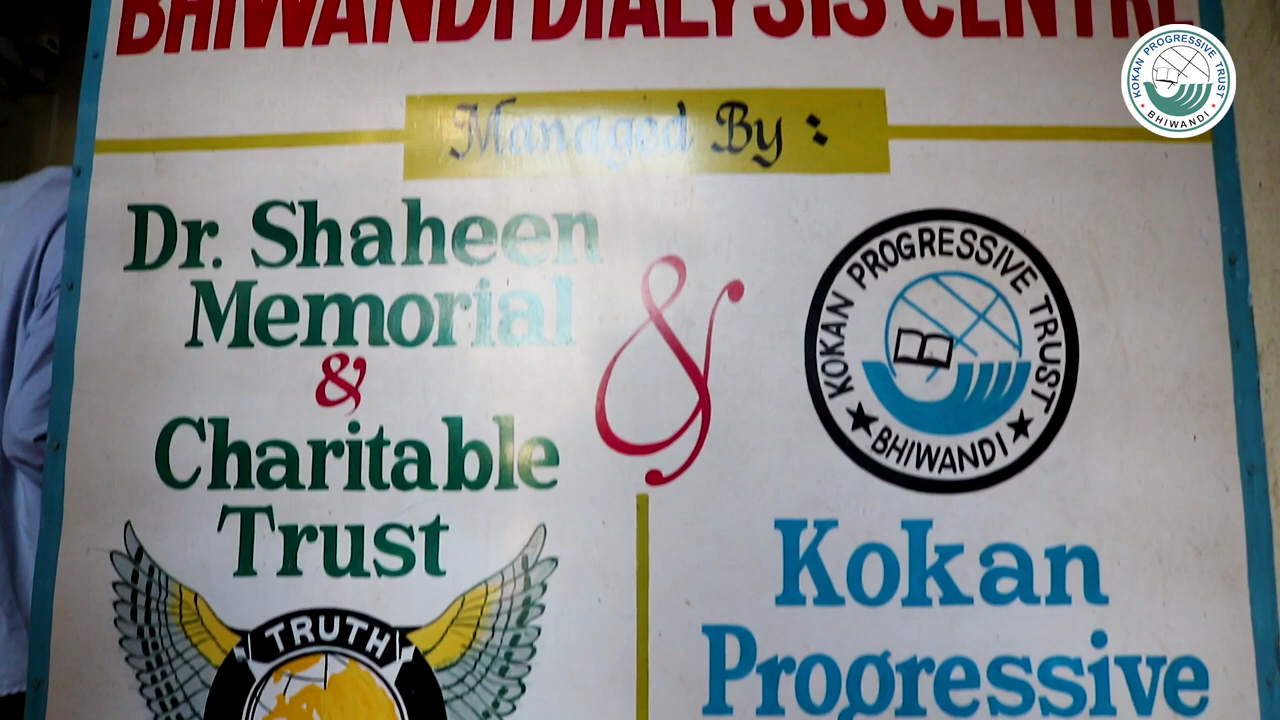 BHIWANDI DIALYSIS CENTRE
KOKAN PROGRESSIVE TRUST
BHIWANDI
Managed By :
Dr. Shaheen
Memorial
&
Charitable
Trust
&
KOKAN PROGRESSIVE TRUST
BHIWANDI
Kokan
Progressive
TRUTH